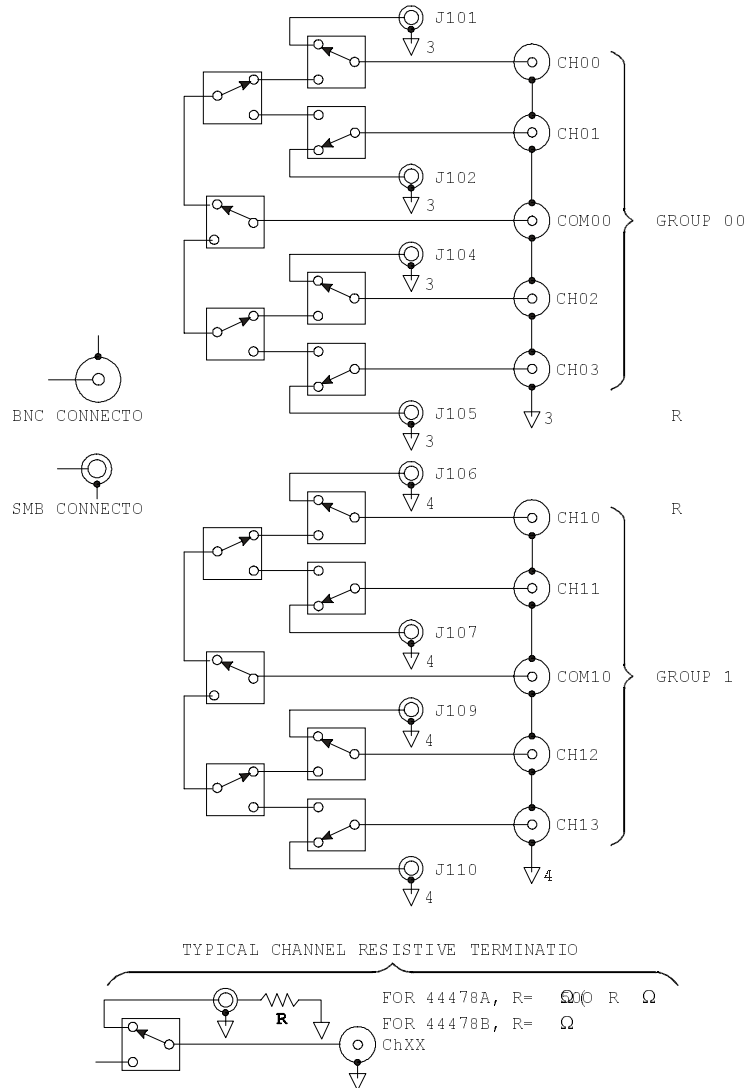 J101
3
CH00
CH01
J102
3
COM00
GROUP 00
J104
3
CH02
CH03
BNC CONNECTO
J105
3
3
R
J106
4
SMB CONNECTO
R
CH10
CH11
J107
4
COM10
GROUP 1
J109
4
CH12
CH13
J110
4
4
TYPICAL CHANNEL RESISTIVE TERMINATIO
FOR 44478A, R= R Ω
R
FOR 44478B, R= Ω
ChXX